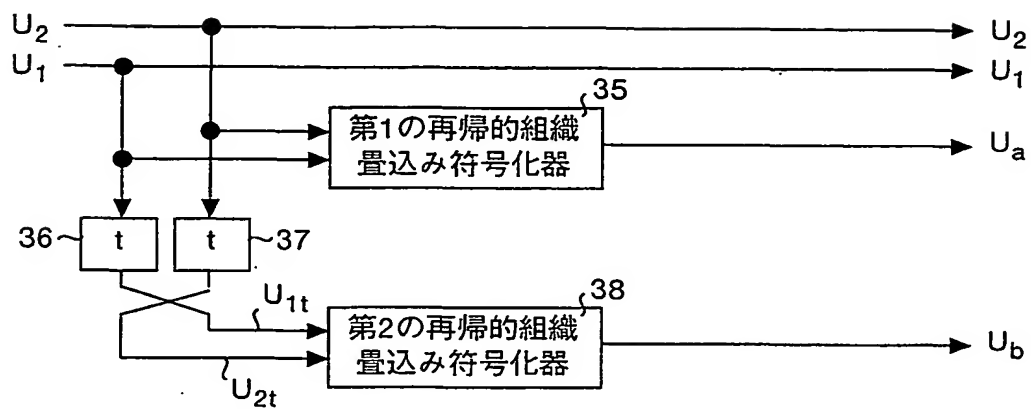 U₂ U₂
U₁ U₁
35
第1の再帰的組織
畳込み符号化器
Uₐ
36 t t 37
U₁ₜ
38
第2の再帰的組織
畳込み符号化器
U_b
U₂ₜ